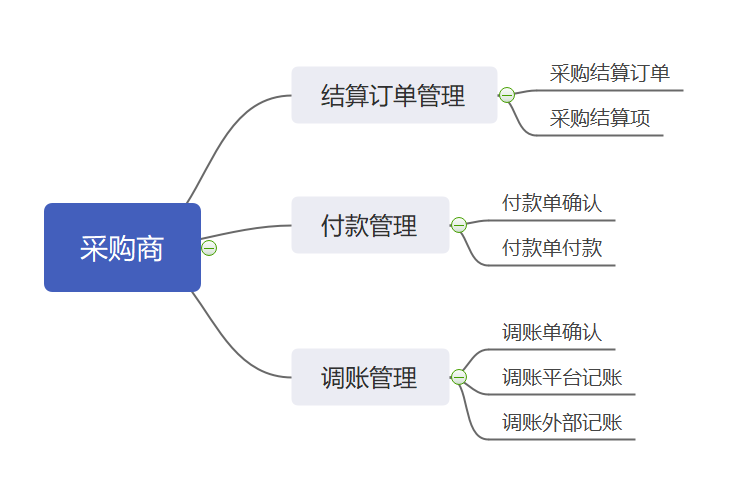 采购商
结算订单管理
采购结算订单
采购结算项
付款管理
付款单确认
付款单付款
调账管理
调账单确认
调账平台记账
调账外部记账